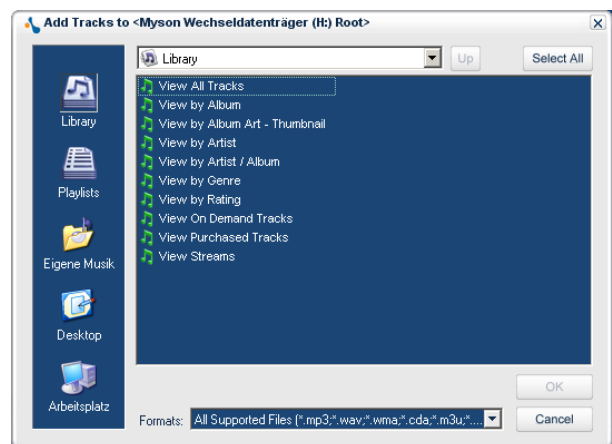 Add Tracks to <Myson Wechseldatenträger (H:) Root>
Library
Up
Select All
Library
Playlists
Eigene Musik
Desktop
Arbeitsplatz
View All Tracks
View by Album
View by Album Art - Thumbnail
View by Artist
View by Artist / Album
View by Genre
View by Rating
View On Demand Tracks
View Purchased Tracks
View Streams
OK
Formats: All Supported Files (*.mp3;*.wav;*.wma;*.cda;*.m3u;*....
Cancel